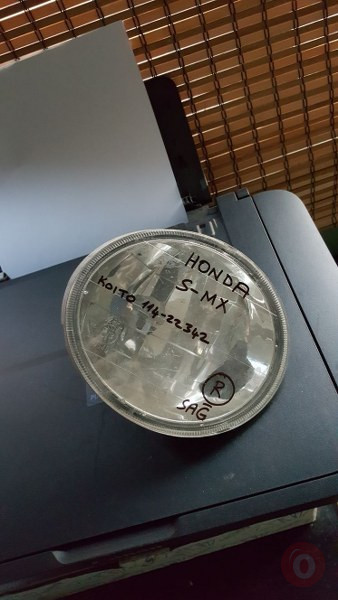 HONDA
S-MX
KOITO 114-22342
R
SAĞ